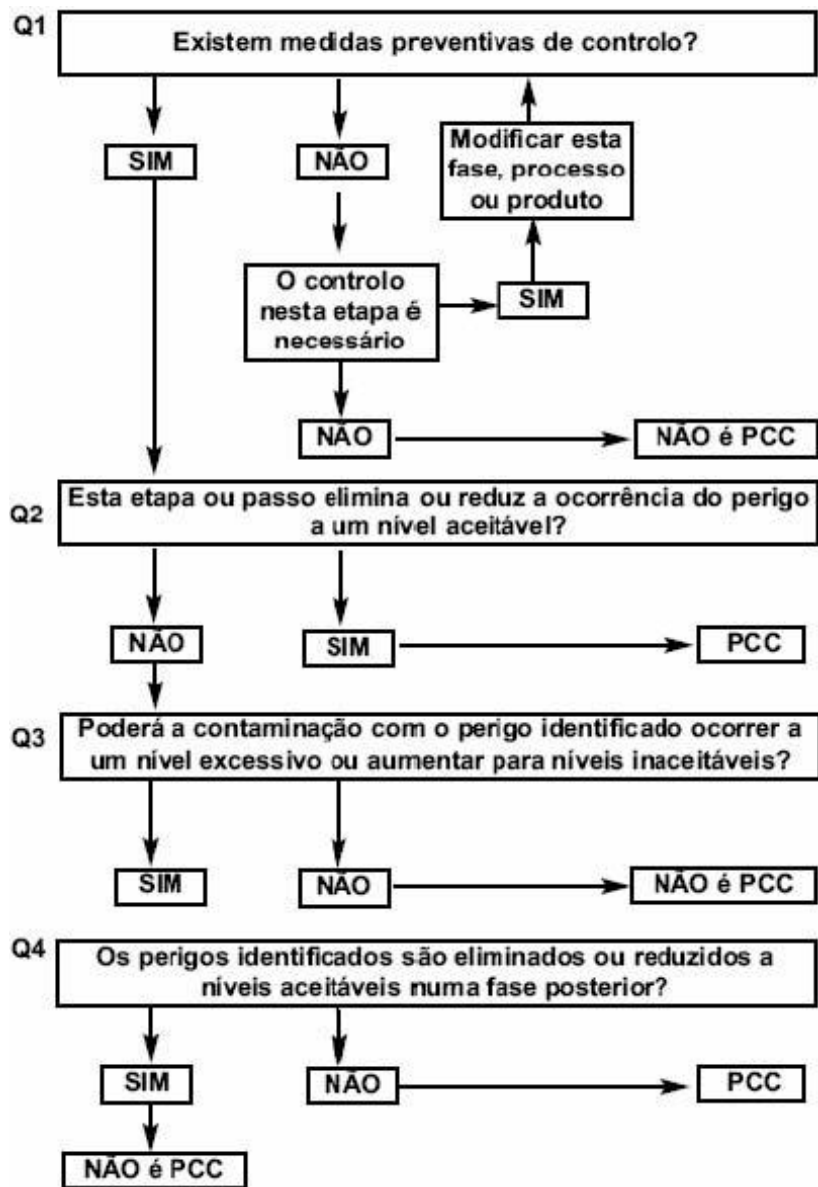 Q1
Existem medidas preventivas de controlo?
SIM
NÃO
Modificar esta
fase, processo
ou produto
O controlo
nesta etapa é
necessário
SIM
NÃO
NÃO é PCC
Q2
Esta etapa ou passo elimina ou reduz a ocorrência do perigo
a um nível aceitável?
NÃO
SIM
PCC
Q3
Poderá a contaminação com o perigo identificado ocorrer a
um nível excessivo ou aumentar para níveis inaceitáveis?
SIM
NÃO
NÃO é PCC
Q4
Os perigos identificados são eliminados ou reduzidos a
níveis aceitáveis numa fase posterior?
SIM
NÃO
PCC
NÃO é PCC